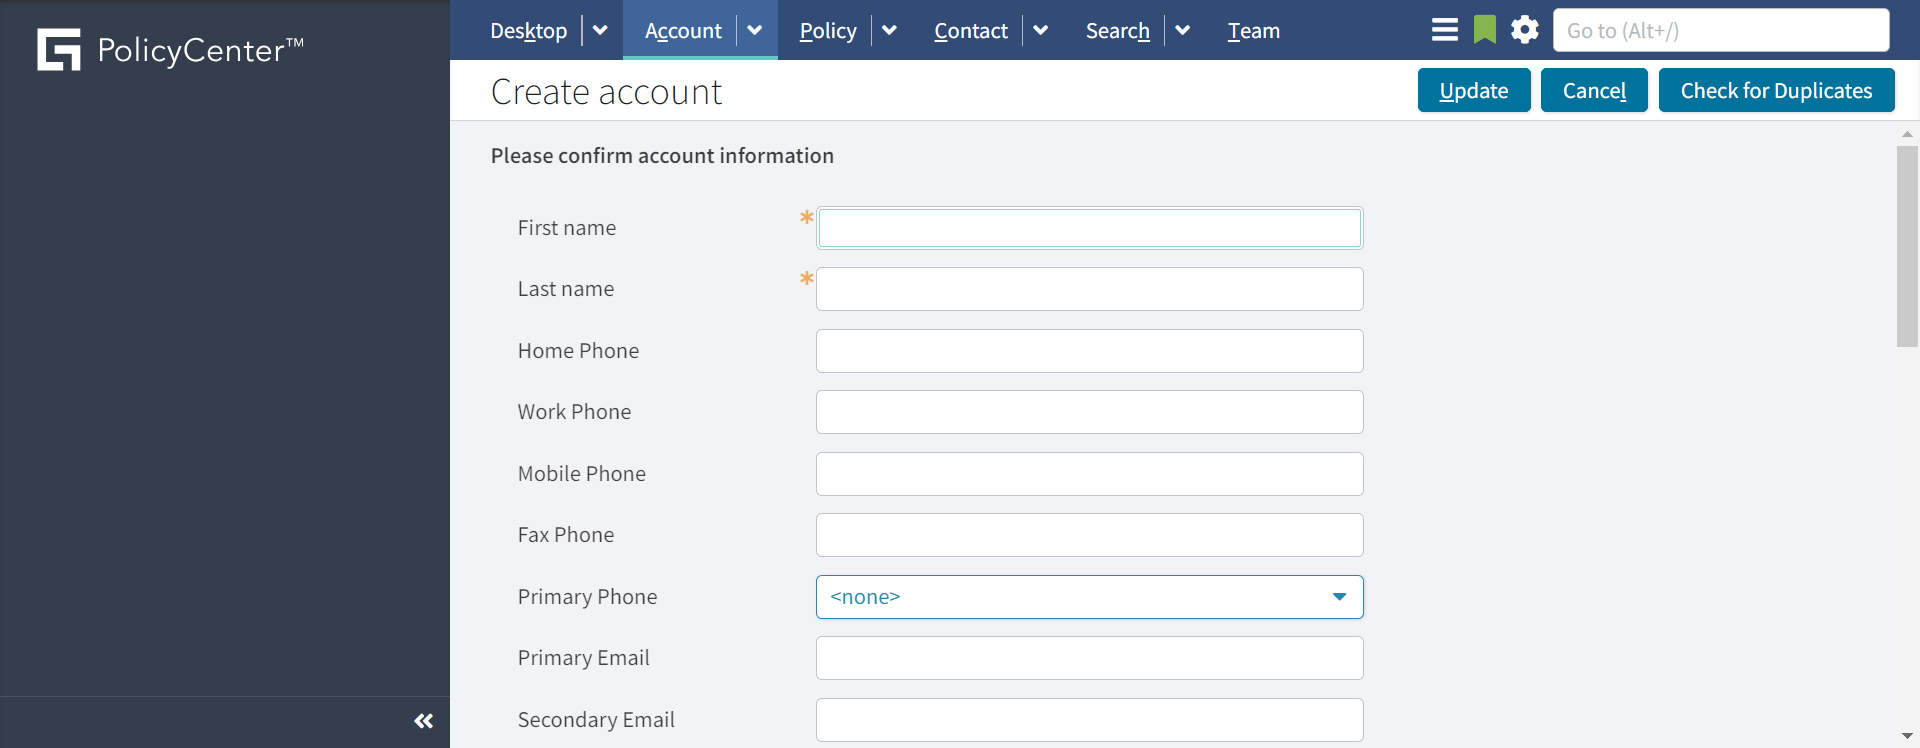 PolicyCenter™
Desktop Account Policy Contact Search Team Go to (Alt+/)
Create account Update Cancel Check for Duplicates
Please confirm account information
First name *
Last name *
Home Phone
Work Phone
Mobile Phone
Fax Phone
Primary Phone <none>
Primary Email
Secondary Email